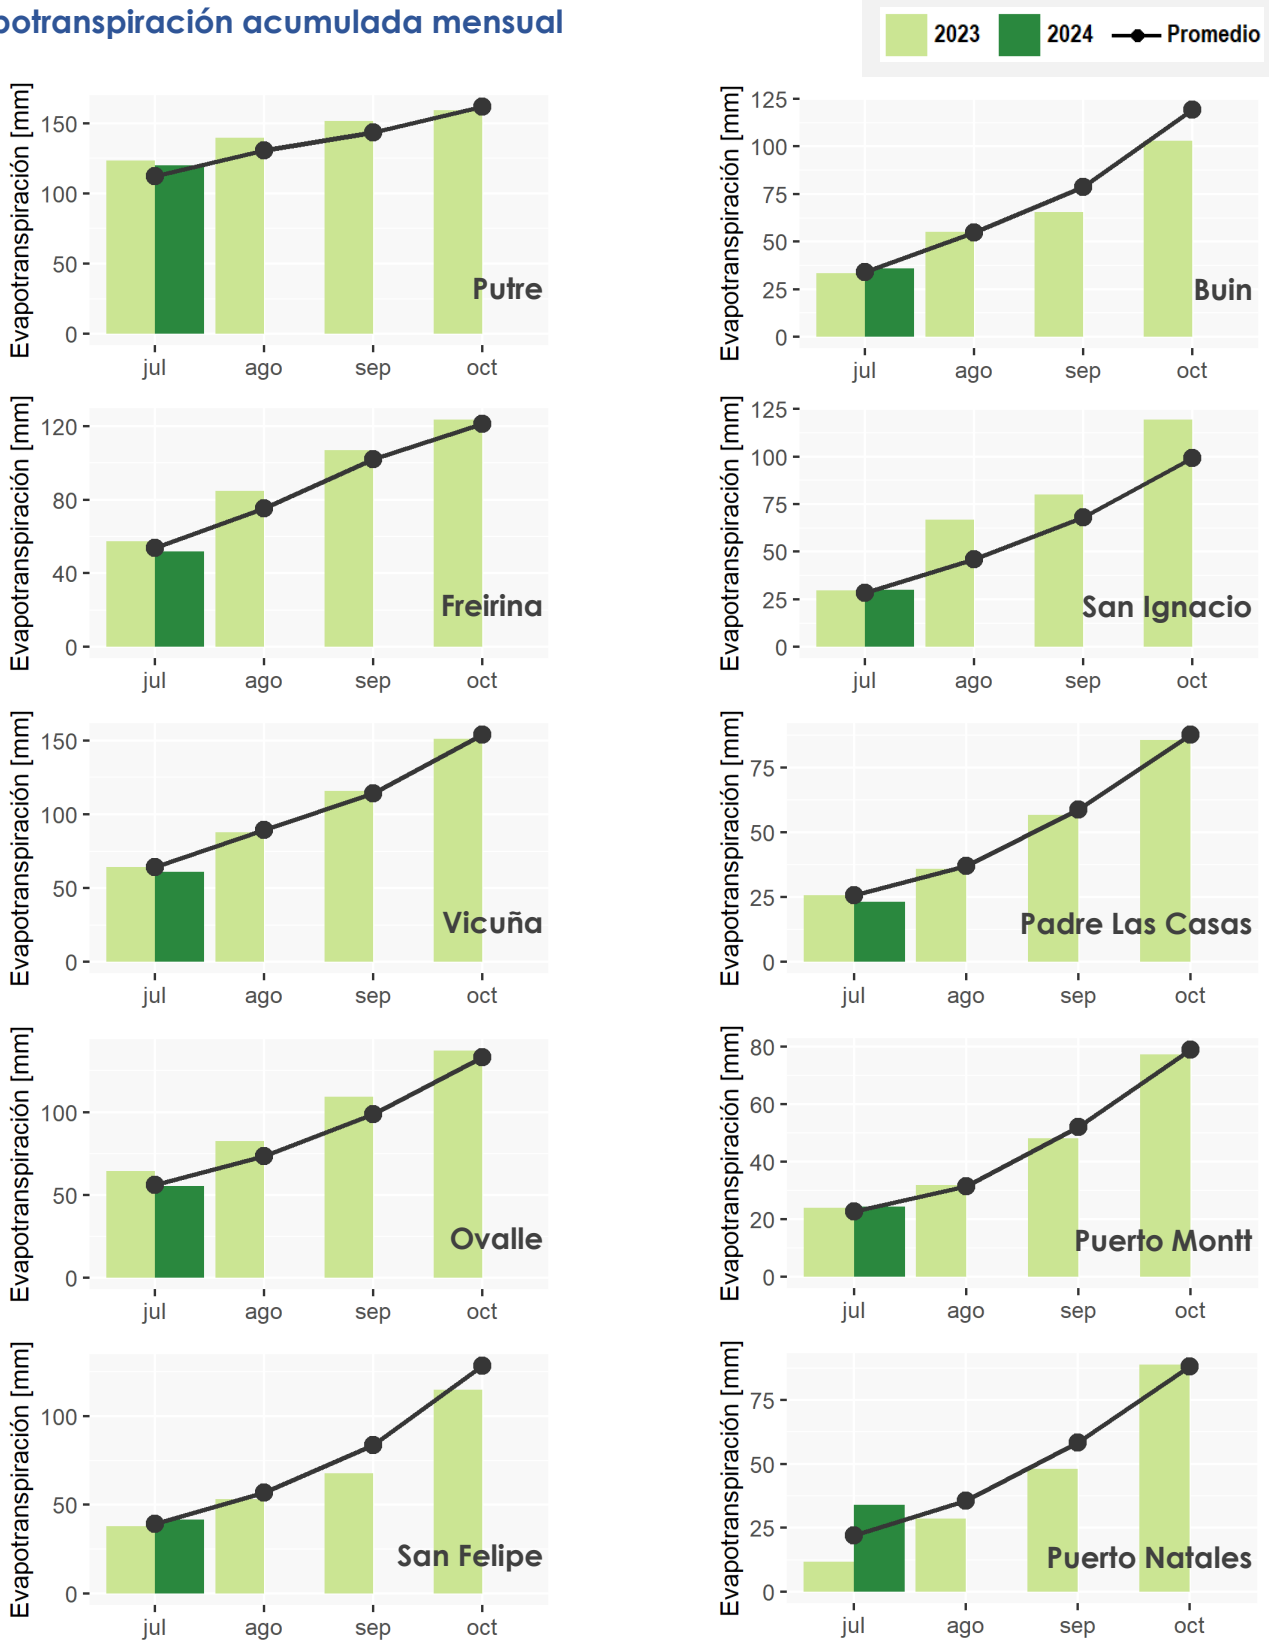 potranspiración acumulada mensual
2023 2024 Promedio
Evapotranspiración [mm]
150
100
50
0
Putre
jul ago sep oct
Evapotranspiración [mm]
125
100
75
50
25
0
Buin
jul ago sep oct
Evapotranspiración [mm]
120
80
40
0
Freirina
jul ago sep oct
Evapotranspiración [mm]
125
100
75
50
25
0
San Ignacio
jul ago sep oct
Evapotranspiración [mm]
150
100
50
0
Vicuña
jul ago sep oct
Evapotranspiración [mm]
75
50
25
0
Padre Las Casas
jul ago sep oct
Evapotranspiración [mm]
100
50
0
Ovalle
jul ago sep oct
Evapotranspiración [mm]
80
60
40
20
0
Puerto Montt
jul ago sep oct
Evapotranspiración [mm]
100
50
0
San Felipe
jul ago sep oct
Evapotranspiración [mm]
75
50
25
0
Puerto Natales
jul ago sep oct